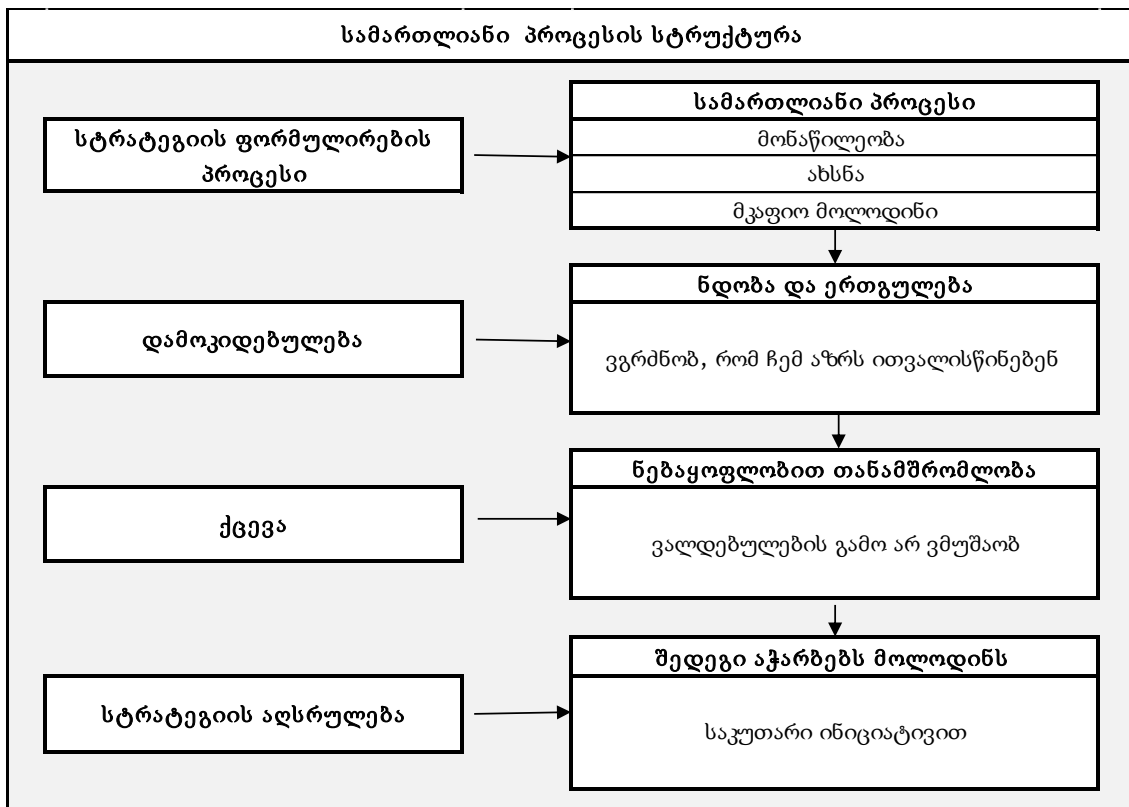 სამართლიანი პროცესის სტრუქტურა
სტრატეგიის ფორმულირების
პროცესი
სამართლიანი პროცესი
მონაწილეობა
ახსნა
მკაფიო მოლოდინი
დამოკიდებულება
ნდობა და ერთგულება
ვგრძნობ, რომ ჩემ აზრს ითვალისწინებენ
ქცევა
ნებაყოფლობით თანამშრომლობა
ვალდებულების გამო არ ვმუშაობ
სტრატეგიის აღსრულება
შედეგი აჭარბებს მოლოდინს
საკუთარი ინიციატივით